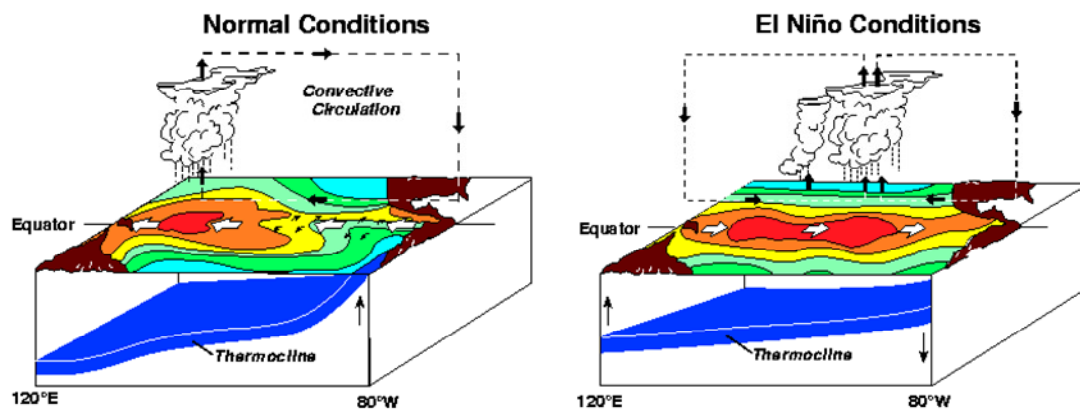 Normal Conditions
Convective
Circulation
Equator
Thermocline
120°E
80°W
El Niño Conditions
Equator
Thermocline
120°E
80°W